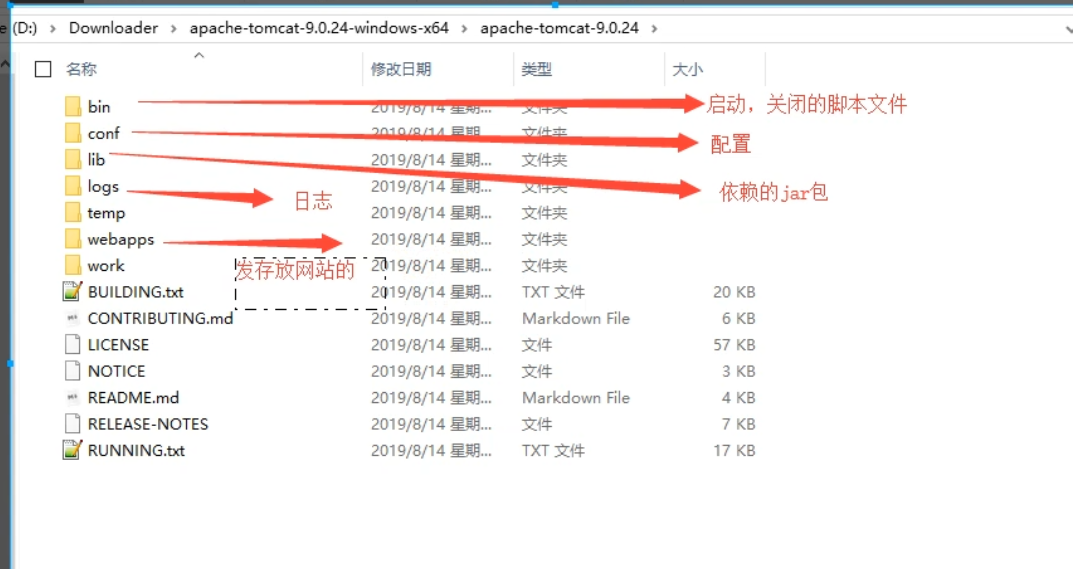 (D:) > Downloader > apache-tomcat-9.0.24-windows-x64 > apache-tomcat-9.0.24 >
名称 修改日期 类型 大小
bin 2019/8/14 星期... 文件夹 启动，关闭的脚本文件
conf 2019/8/14 星期... 文件夹 配置
lib 2019/8/14 星期... 文件夹 依赖的jar包
logs 2019/8/14 星期... 文件夹 日志
temp 2019/8/14 星期... 文件夹
webapps 2019/8/14 星期... 文件夹
work 2019/8/14 星期... 文件夹 发存放网站的
BUILDING.txt 2019/8/14 星期... TXT 文件 20 KB
CONTRIBUTING.md 2019/8/14 星期... Markdown File 6 KB
LICENSE 2019/8/14 星期... 文件 57 KB
NOTICE 2019/8/14 星期... 文件 3 KB
README.md 2019/8/14 星期... Markdown File 4 KB
RELEASE-NOTES 2019/8/14 星期... 文件 7 KB
RUNNING.txt 2019/8/14 星期... TXT 文件 17 KB